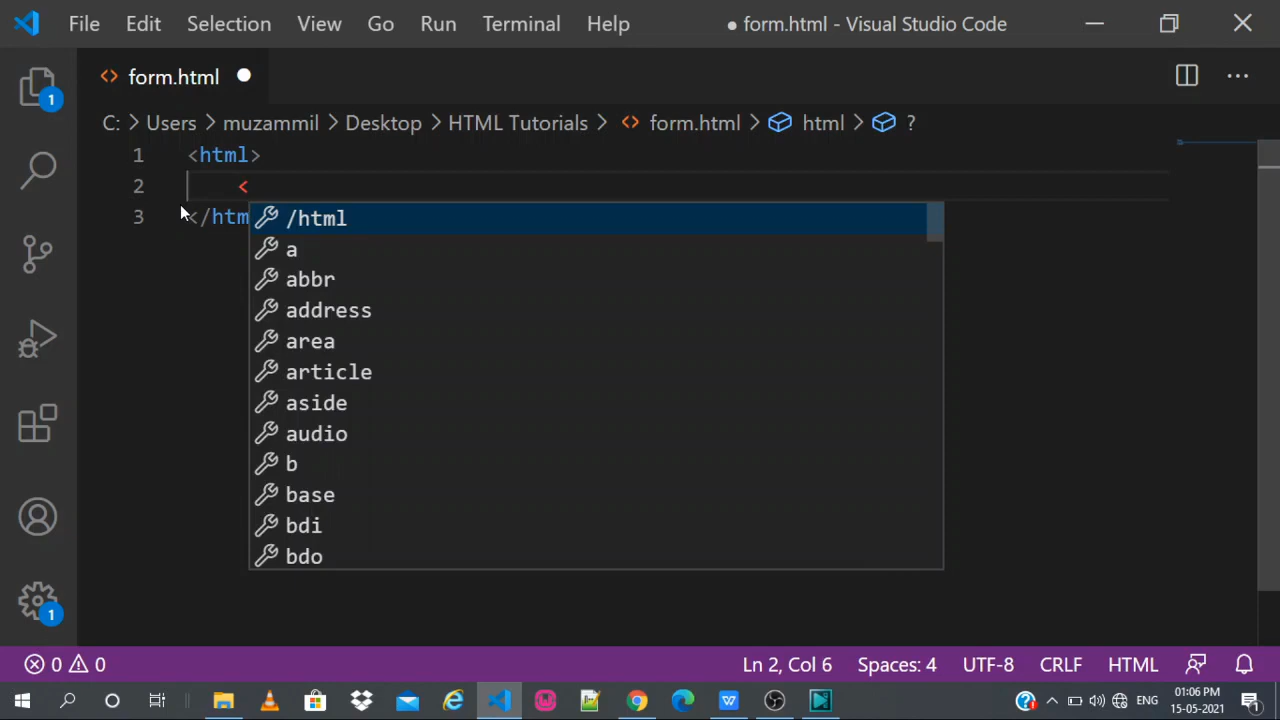 File Edit Selection View Go Run Terminal Help ● form.html - Visual Studio Code
form.html
C: > Users > muzammil > Desktop > HTML Tutorials > form.html > html > ?
1 <html>
2 <
3 </htm
/html
a
abbr
address
area
article
aside
audio
b
base
bdi
bdo
1
1
0 0 Ln 2, Col 6 Spaces: 4 UTF-8 CRLF HTML
ENG 01:06 PM
15-05-2021 1